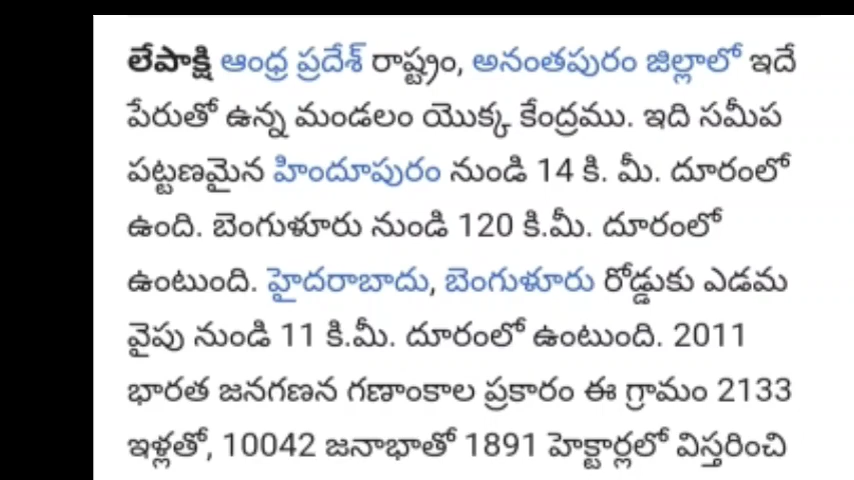 లేపాక్షి ఆంధ్ర ప్రదేశ్ రాష్ట్రం, అనంతపురం జిల్లాలో ఇదే
పేరుతో ఉన్న మండలం యొక్క కేంద్రము. ఇది సమీప
పట్టణమైన హిందూపురం నుండి 14 కి. మీ. దూరంలో
ఉంది. బెంగుళూరు నుండి 120 కి.మీ. దూరంలో
ఉంటుంది. హైదరాబాదు, బెంగుళూరు రోడ్డుకు ఎడమ
వైపు నుండి 11 కి.మీ. దూరంలో ఉంటుంది. 2011
భారత జనగణన గణాంకాల ప్రకారం ఈ గ్రామం 2133
ఇళ్లతో, 10042 జనాభాతో 1891 హెక్టార్లలో విస్తరించి